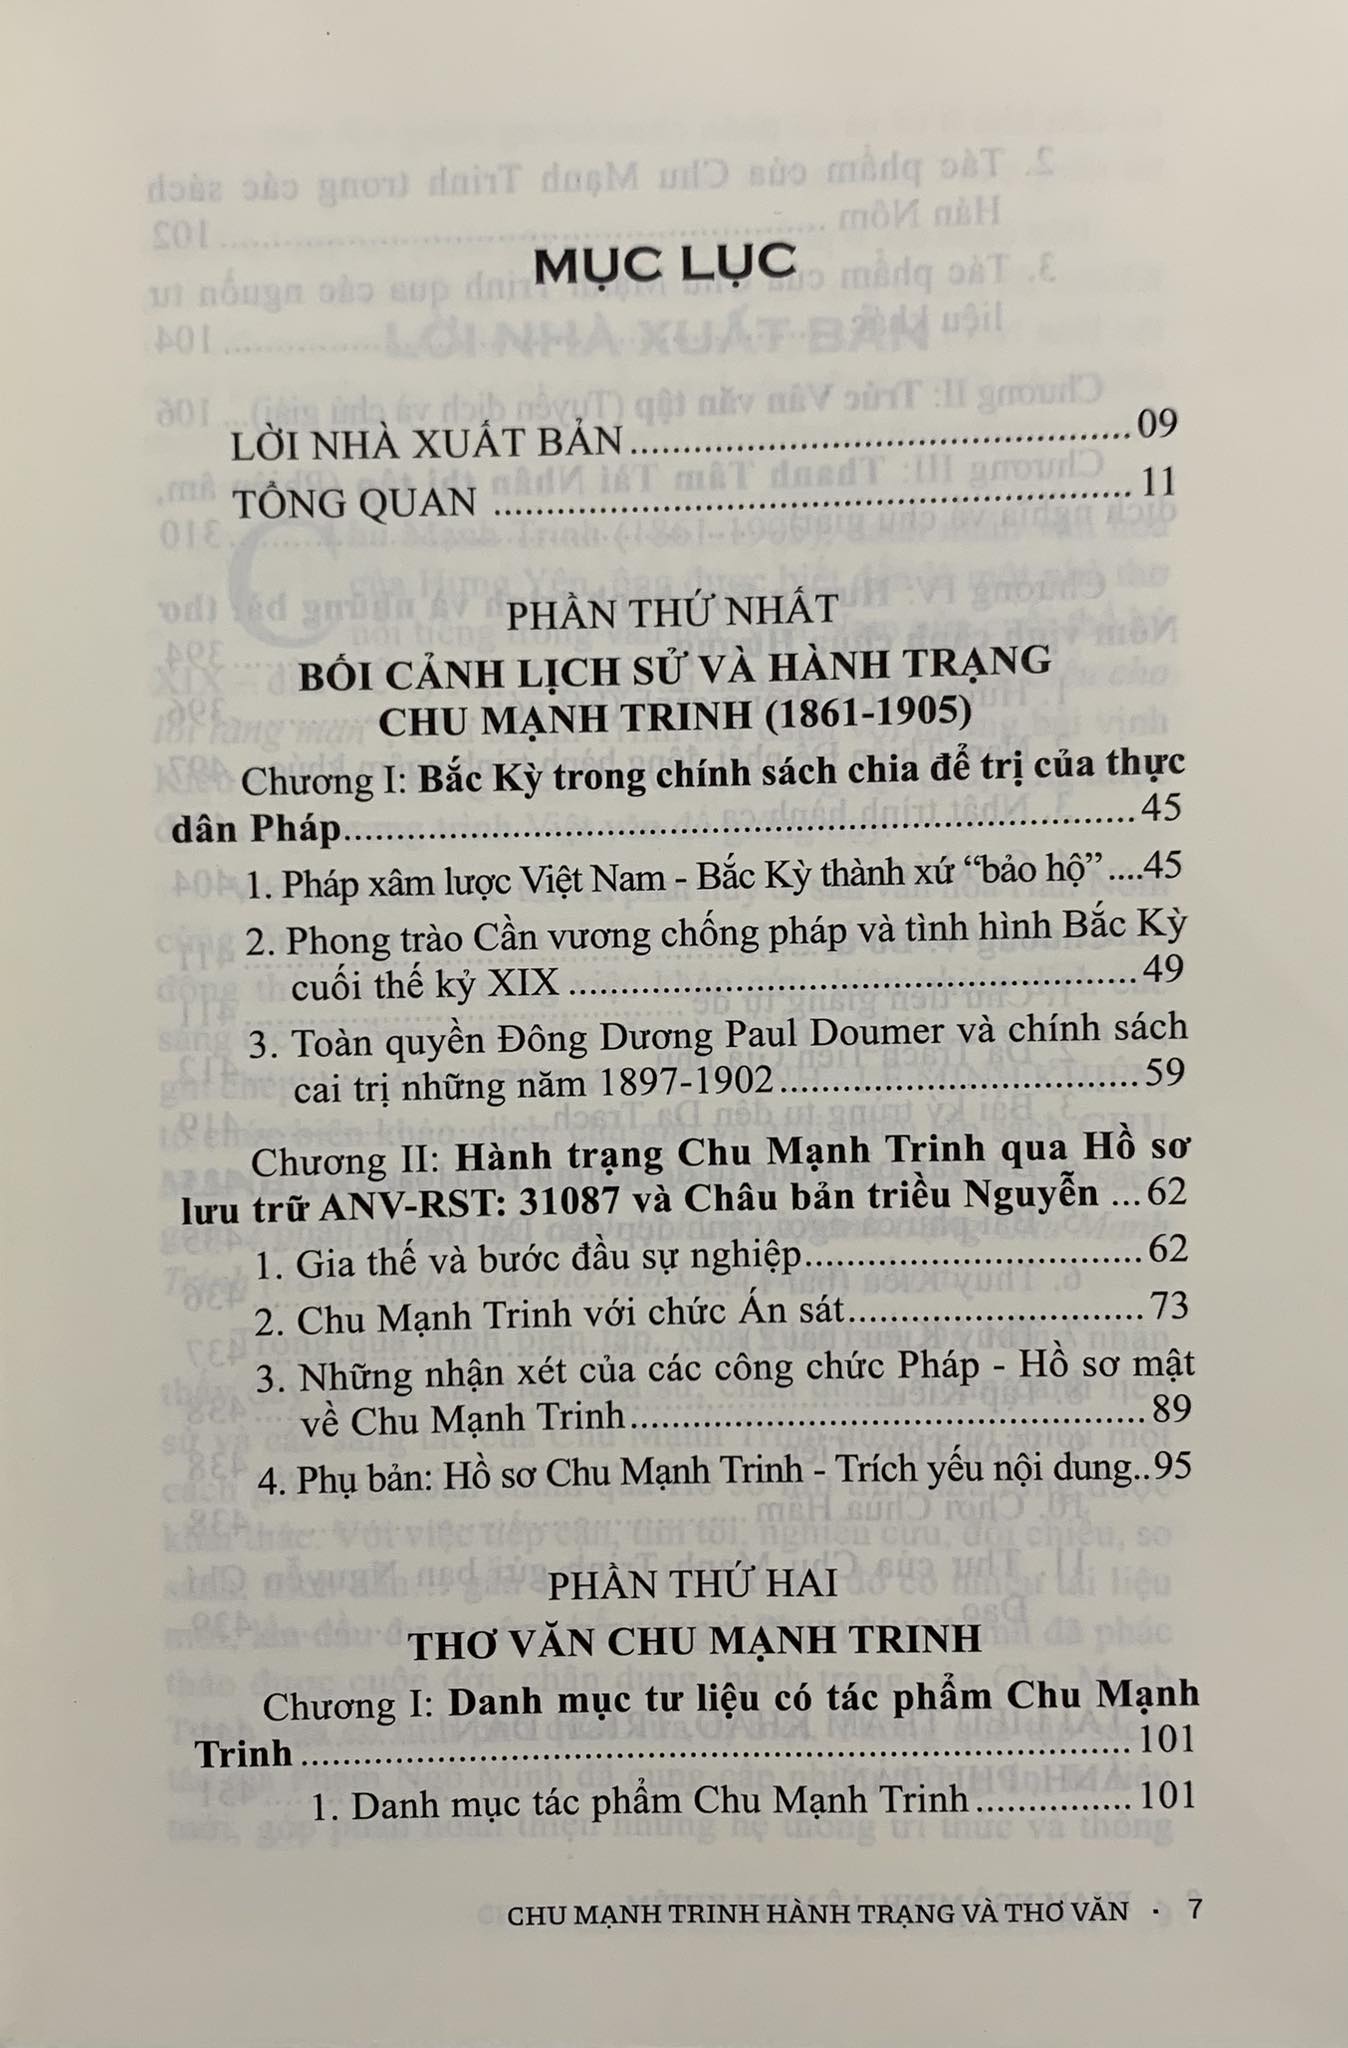 MỤC LỤC
LỜI NHÀ XUẤT BẢN.................................................09
TỔNG QUAN .................................................11
PHẦN THỨ NHẤT
BỐI CẢNH LỊCH SỬ VÀ HÀNH TRẠNG
CHU MẠNH TRINH (1861-1905)
Chương I: Bắc Kỳ trong chính sách chia để trị của thực
dân Pháp.................................................45
1. Pháp xâm lược Việt Nam - Bắc Kỳ thành xứ “bảo hộ” ....45
2. Phong trào Cần vương chống pháp và tình hình Bắc Kỳ
cuối thế kỷ XIX .................................................49
3. Toàn quyền Đông Dương Paul Doumer và chính sách
cai trị những năm 1897-1902.................................59
Chương II: Hành trạng Chu Mạnh Trinh qua Hồ sơ
lưu trữ ANV-RST: 31087 và Châu bản triều Nguyễn ...62
1. Gia thế và bước đầu sự nghiệp.................................62
2. Chu Mạnh Trinh với chức Án sát.............................73
3. Những nhận xét của các công chức Pháp - Hồ sơ mật
về Chu Mạnh Trinh.................................................89
4. Phụ bản: Hồ sơ Chu Mạnh Trinh - Trích yếu nội dung..95
PHẦN THỨ HAI
THƠ VĂN CHU MẠNH TRINH
Chương I: Danh mục tư liệu có tác phẩm Chu Mạnh
Trinh.................................................101
1. Danh mục tác phẩm Chu Mạnh Trinh................101
CHU MẠNH TRINH HÀNH TRẠNG VÀ THƠ VĂN · 7